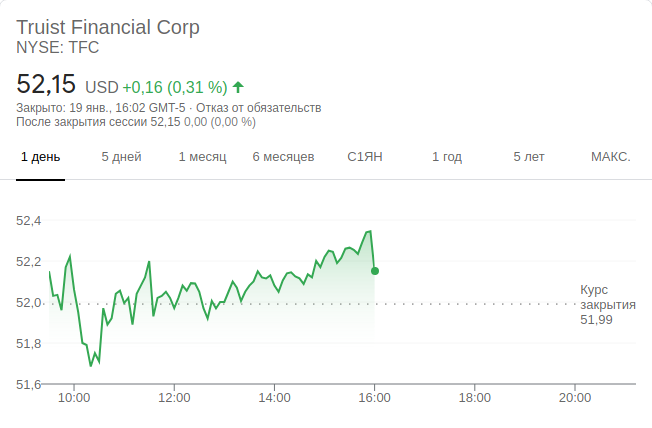 Truist Financial Corp
NYSE: TFC
52,15 USD +0,16 (0,31 %)
Закрыто: 19 янв., 16:02 GMT-5 · Отказ от обязательств
После закрытия сессии 52,15 0,00 (0,00 %)
1 день 5 дней 1 месяц 6 месяцев С1ЯН 1 год 5 лет МАКС.
52,4
52,2
52,0
51,8
51,6
Курс
закрытия
51,99
10:00 12:00 14:00 16:00 18:00 20:00